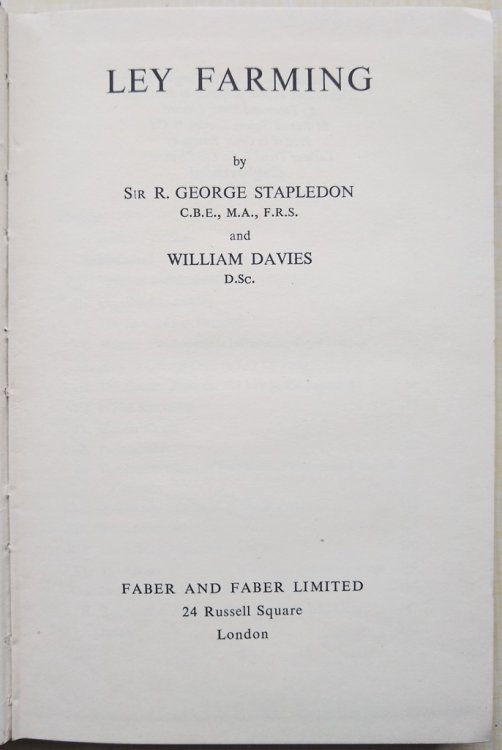 LEY FARMING
by
SIR R. GEORGE STAPLEDON
C.B.E., M.A., F.R.S.
and
WILLIAM DAVIES
D.Sc.
FABER AND FABER LIMITED
24 Russell Square
London